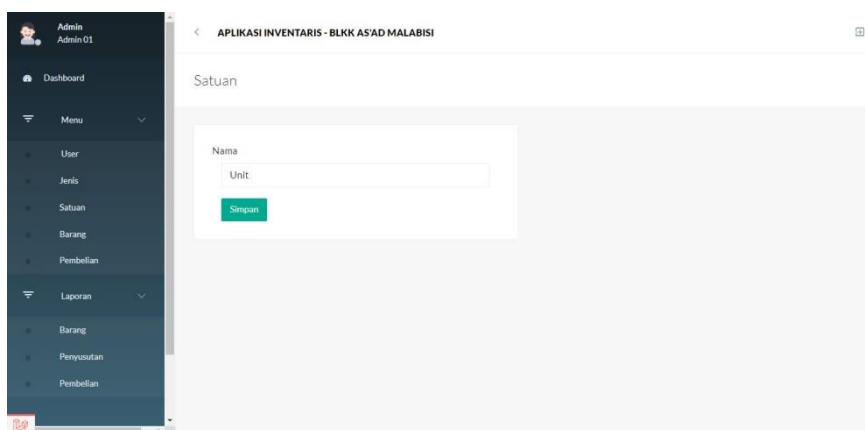 Admin
Admin 01
Dashboard
Menu
User
Jenis
Satuan
Barang
Pembelian
Laporan
Barang
Penyusutan
Pembelian
APLIKASI INVENTARIS - BLKK AS'AD MALABISI
Satuan
Nama
Unit
Simpan